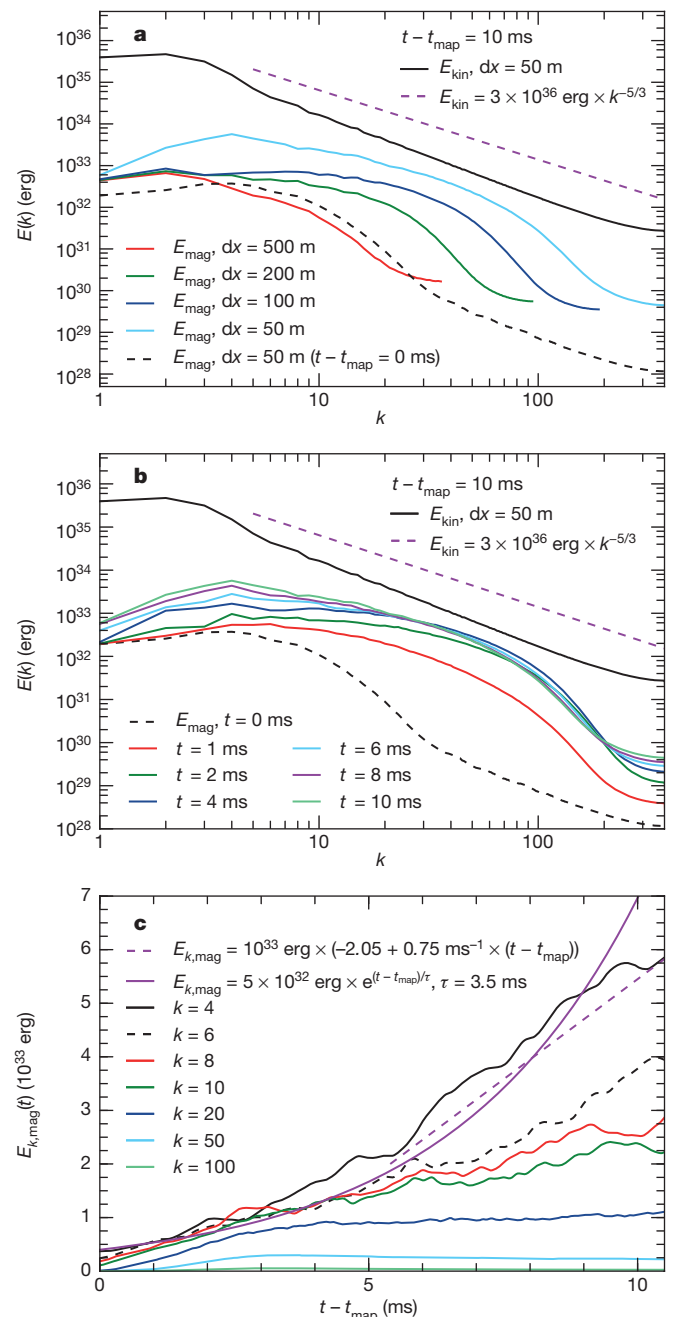 a
t – t_map = 10 ms
E_kin, dx = 50 m
E_kin = 3 × 10^36 erg × k^−5/3
10^36
10^35
10^34
10^33
10^32
10^31
10^30
10^29
10^28
E(k) (erg)
E_mag, dx = 500 m
E_mag, dx = 200 m
E_mag, dx = 100 m
E_mag, dx = 50 m
E_mag, dx = 50 m (t – t_map = 0 ms)
1 10 100
k
b
t – t_map = 10 ms
E_kin, dx = 50 m
E_kin = 3 × 10^36 erg × k^−5/3
10^36
10^35
10^34
10^33
10^32
10^31
10^30
10^29
10^28
E(k) (erg)
E_mag, t = 0 ms
t = 1 ms t = 6 ms
t = 2 ms t = 8 ms
t = 4 ms t = 10 ms
1 10 100
k
c
E_k,mag = 10^33 erg × (–2.05 + 0.75 ms^−1 × (t – t_map))
E_k,mag = 5 × 10^32 erg × e^(t – t_map)/τ, τ = 3.5 ms
k = 4
k = 6
k = 8
k = 10
k = 20
k = 50
k = 100
7
6
5
4
3
2
1
0
E_k,mag(t) (10^33 erg)
0 5 10
t – t_map (ms)